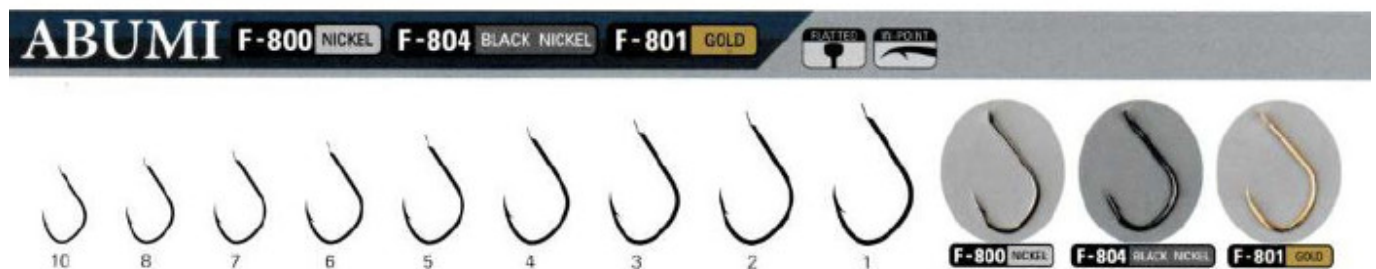 ABUMI F-800 NICKEL F-804 BLACK NICKEL F-801 GOLD FLATTED IN-POINT
10 8 7 6 5 4 3 2 1
F-800 NICKEL F-804 BLACK NICKEL F-801 GOLD